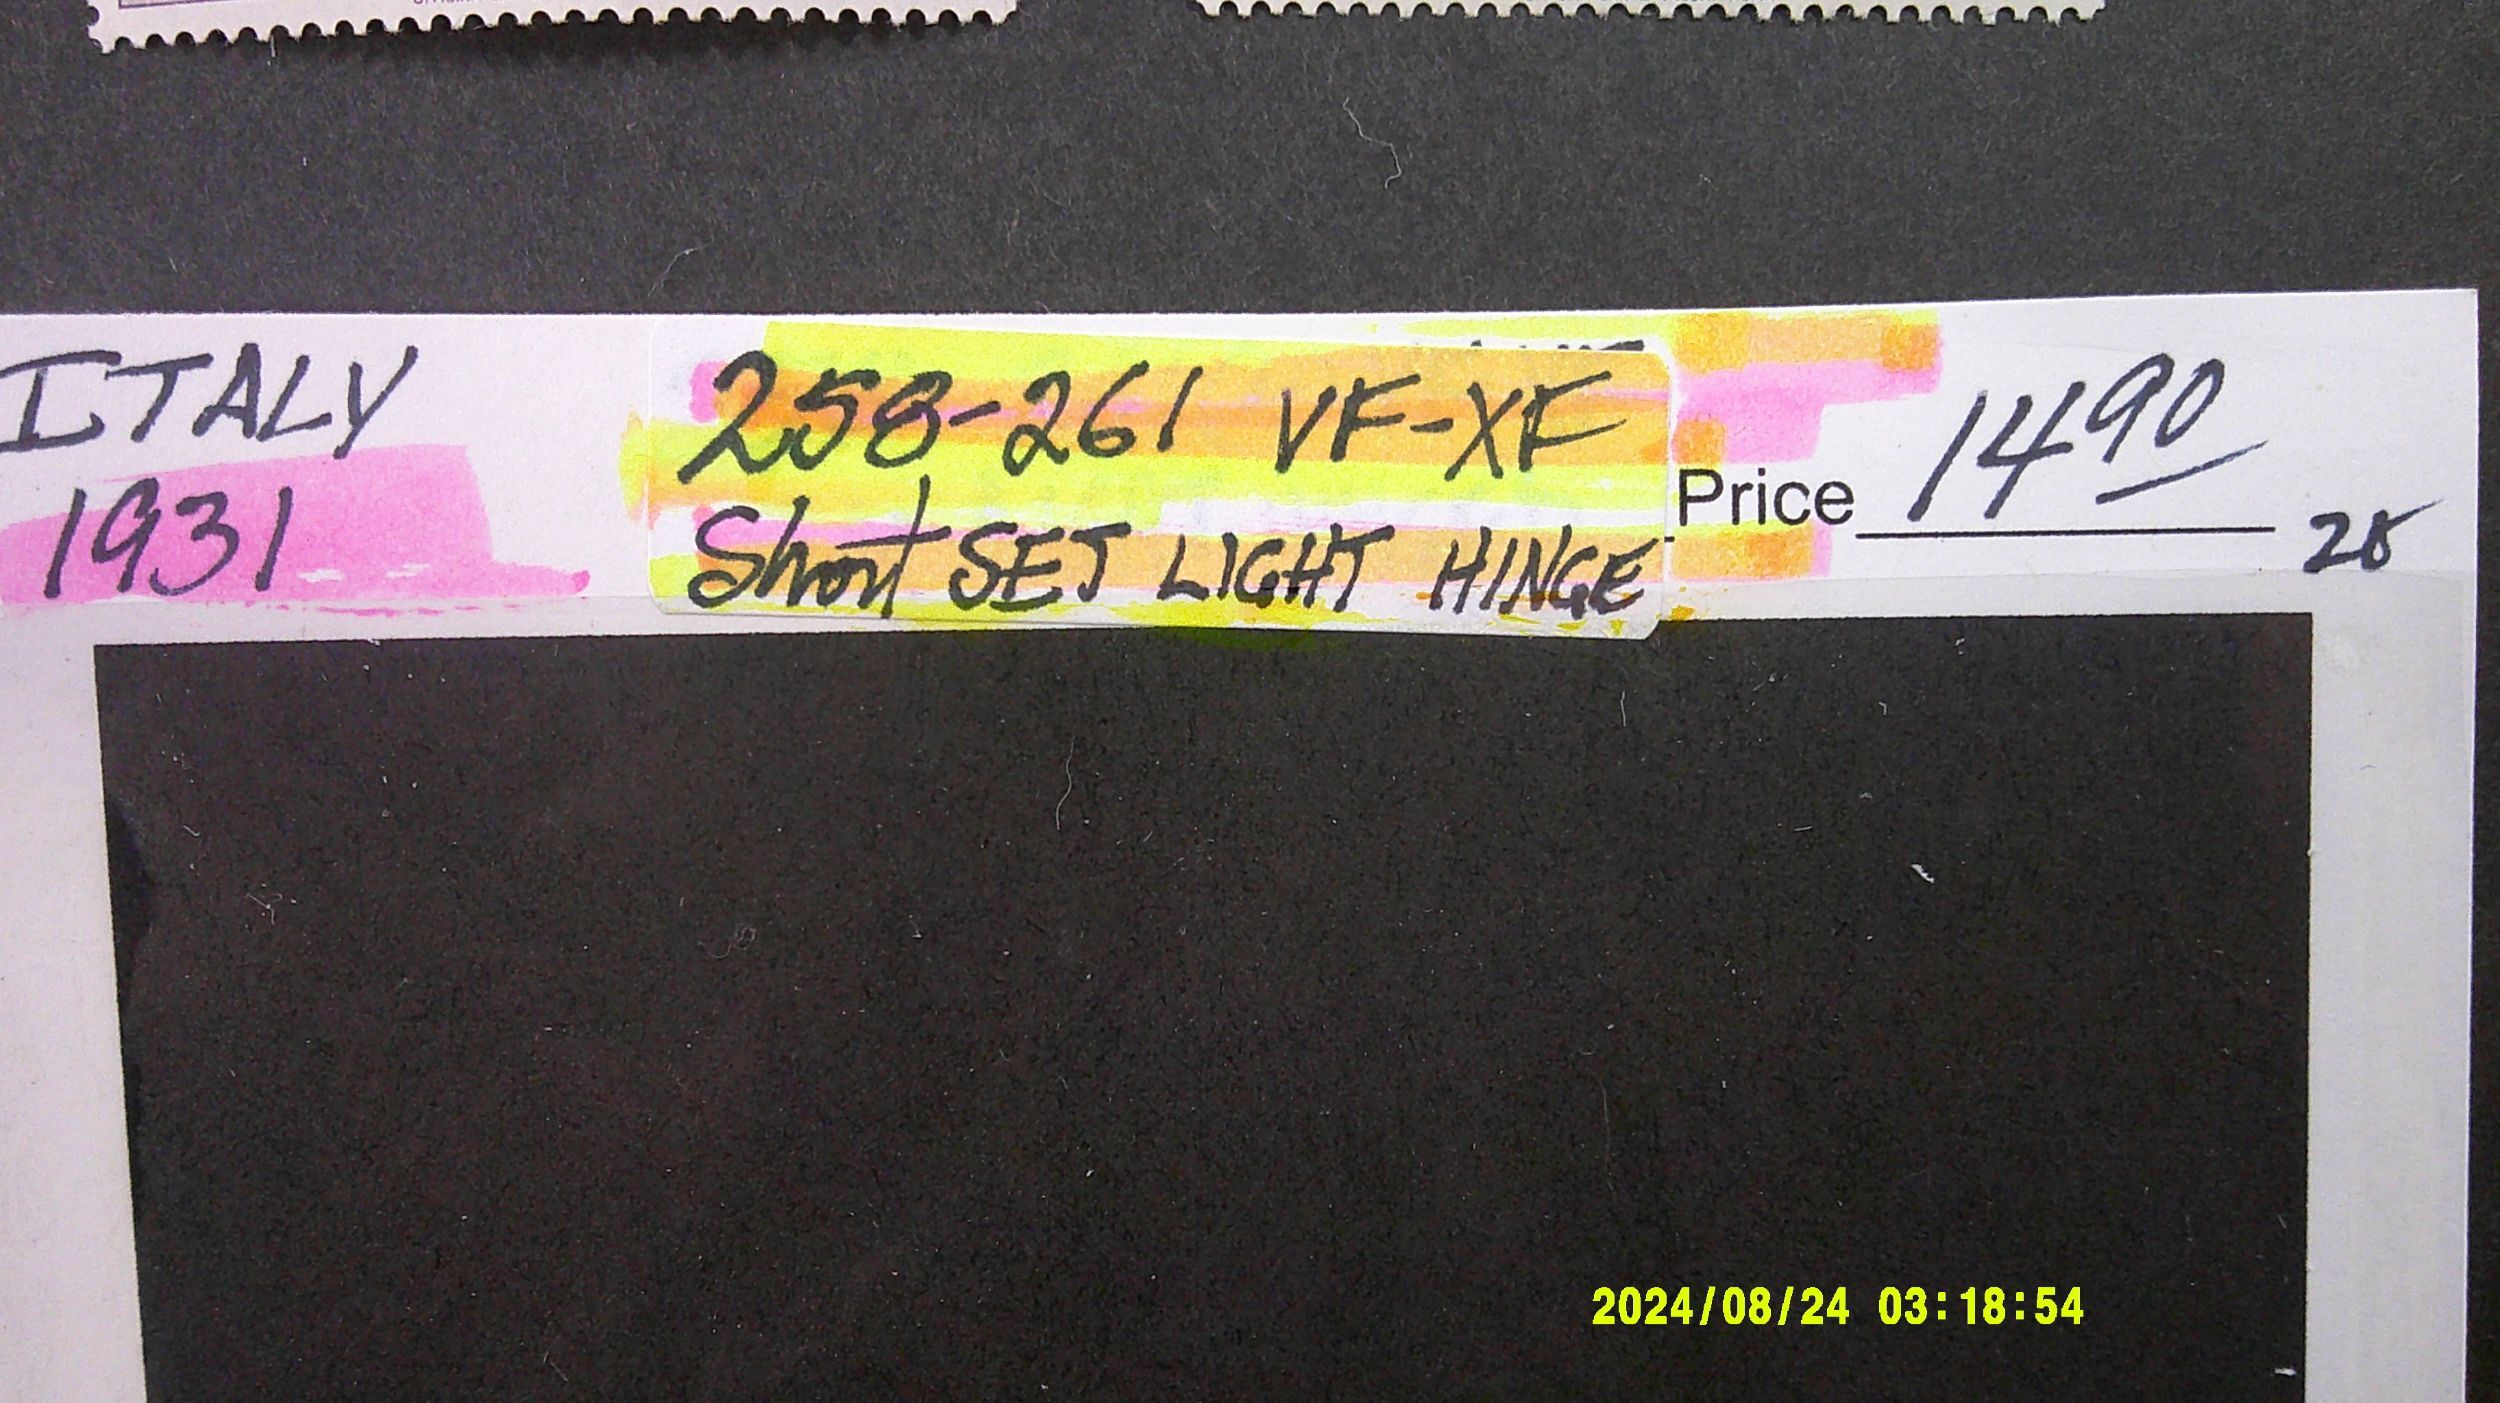 ITALY
1931
258-261 VF-XF
Short SET LIGHT HINGE
Price 14 90
2024/08/24 03:18:54